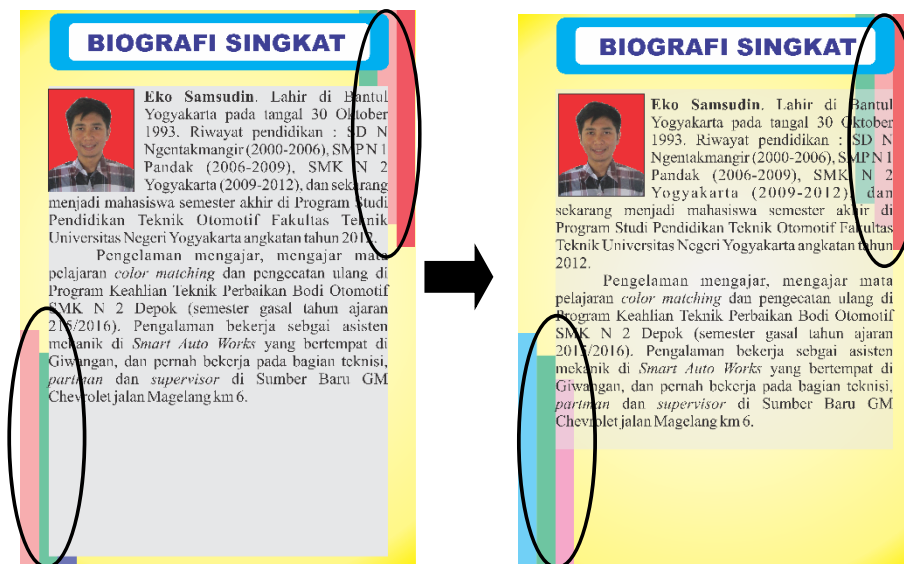 BIOGRAFI SINGKAT
Eko Samsudin. Lahir di Bantul
Yogyakarta pada tangal 30 Oktober
1993. Riwayat pendidikan : SD N
Ngentakmangir (2000-2006), SMP N 1
Pandak (2006-2009), SMK N 2
Yogyakarta (2009-2012), dan sekarang
menjadi mahasiswa semester akhir di Program Studi
Pendidikan Teknik Otomotif Fakultas Teknik
Universitas Negeri Yogyakarta angkatan tahun 2012.
Pengelaman mengajar, mengajar mata
pelajaran color matching dan pengecatan ulang di
Program Keahlian Teknik Perbaikan Bodi Otomotif
SMK N 2 Depok (semester gasal tahun ajaran
215/2016). Pengalaman bekerja sebgai asisten
mekanik di Smart Auto Works yang bertempat di
Giwangan, dan pernah bekerja pada bagian teknisi,
partman dan supervisor di Sumber Baru GM
Chevrolet jalan Magelang km 6.
BIOGRAFI SINGKAT
Eko Samsudin. Lahir di Bantul
Yogyakarta pada tangal 30 Oktober
1993. Riwayat pendidikan : SD N
Ngentakmangir (2000-2006), SMP N 1
Pandak (2006-2009), SMK N 2
Yogyakarta (2009-2012), dan
sekarang menjadi mahasiswa semester akhir di
Program Studi Pendidikan Teknik Otomotif Fakultas
Teknik Universitas Negeri Yogyakarta angkatan tahun
2012.
Pengelaman mengajar, mengajar mata
pelajaran color matching dan pengecatan ulang di
Program Keahlian Teknik Perbaikan Bodi Otomotif
SMK N 2 Depok (semester gasal tahun ajaran
2015/2016). Pengalaman bekerja sebgai asisten
mekanik di Smart Auto Works yang bertempat di
Giwangan, dan pernah bekerja pada bagian teknisi,
partman dan supervisor di Sumber Baru GM
Chevrolet jalan Magelang km 6.